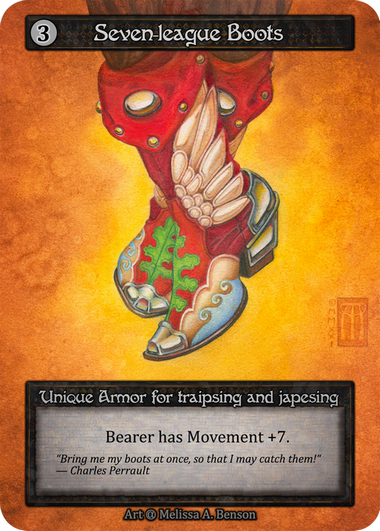 3
Seven-league Boots
Unique Armor for traipsing and japesing
Bearer has Movement +7.
"Bring me my boots at once, so that I may catch them!"
— Charles Perrault
Art @ Melissa A. Benson